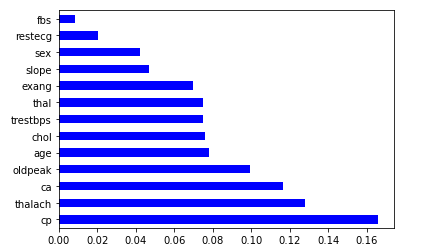 fbs
restecg
sex
slope
exang
thal
trestbps
chol
age
oldpeak
ca
thalach
cp
0.00 0.02 0.04 0.06 0.08 0.10 0.12 0.14 0.16